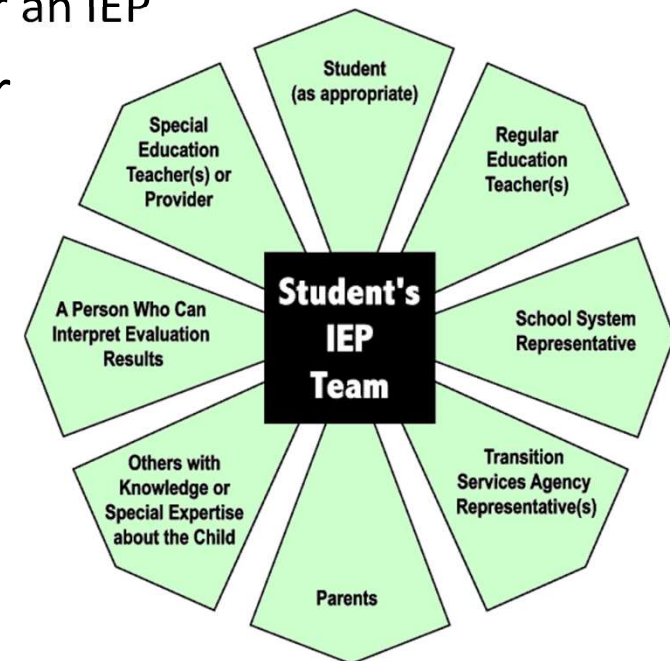 r an IEP
r
Student
(as appropriate)
Regular
Education
Teacher(s)
School System
Representative
Transition
Services Agency
Representative(s)
Parents
Others with
Knowledge or
Special Expertise
about the Child
A Person Who Can
Interpret Evaluation
Results
Special
Education
Teacher(s) or
Provider
Student's
IEP
Team